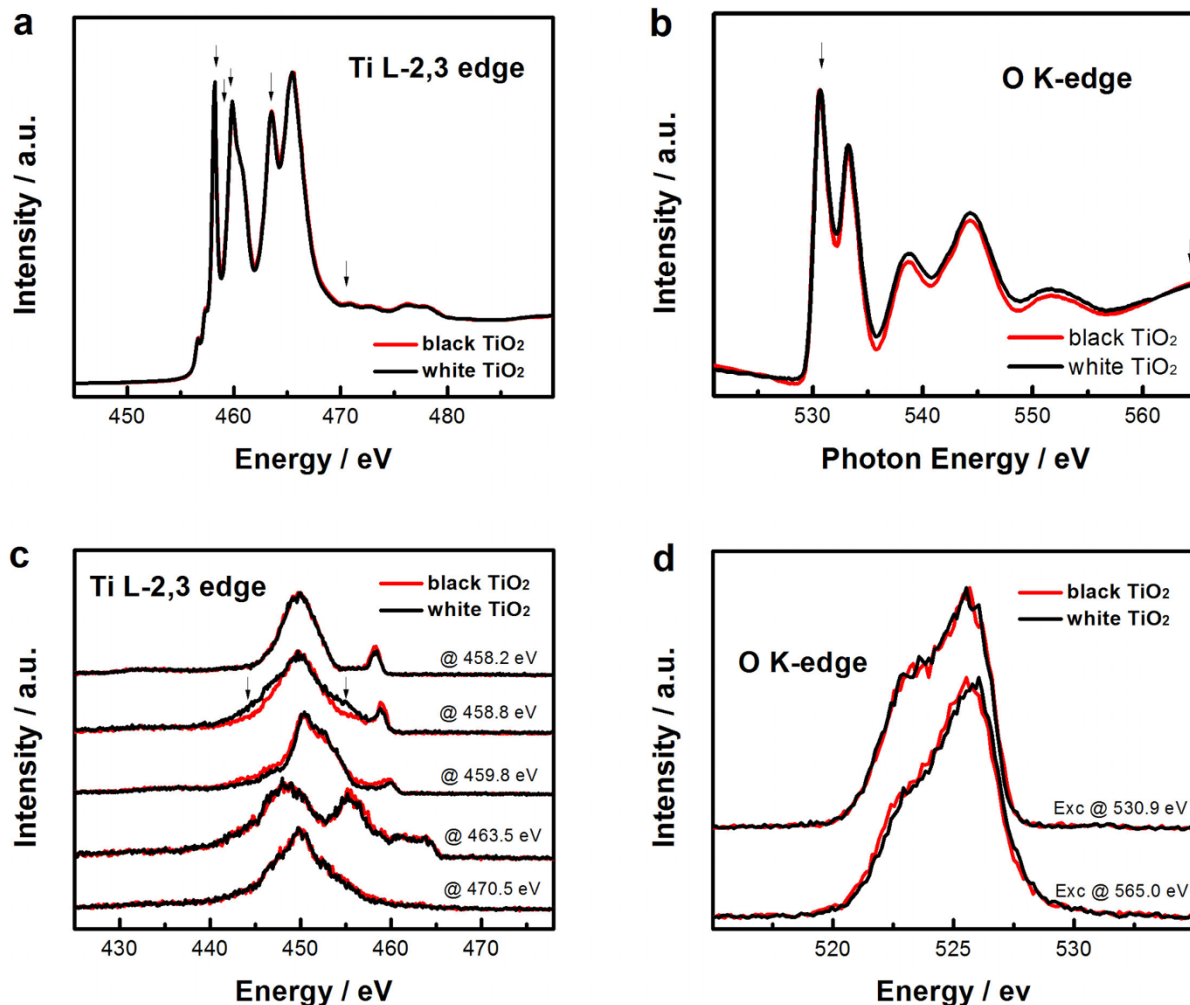 a
Ti L-2,3 edge
Intensity / a.u.
black TiO₂
white TiO₂
450 460 470 480
Energy / eV
b
O K-edge
Intensity / a.u.
black TiO₂
white TiO₂
530 540 550 560
Photon Energy / eV
c
Ti L-2,3 edge
black TiO₂
white TiO₂
Intensity / a.u.
@ 458.2 eV
@ 458.8 eV
@ 459.8 eV
@ 463.5 eV
@ 470.5 eV
430 440 450 460 470
Energy / eV
d
black TiO₂
white TiO₂
O K-edge
Intensity / a.u.
Exc @ 530.9 eV
Exc @ 565.0 eV
520 525 530
Energy / ev